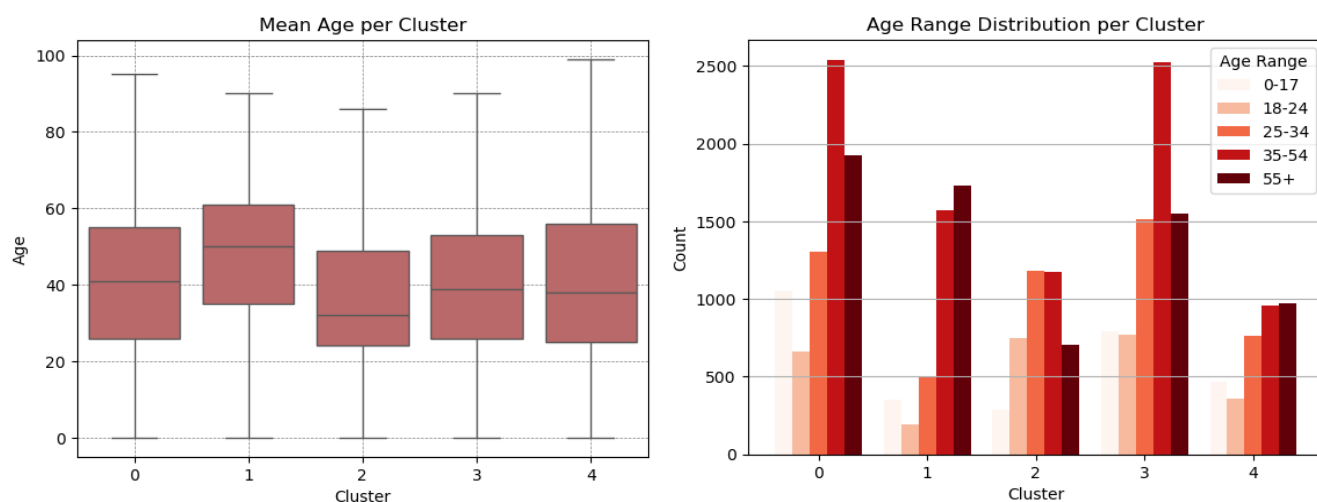 Mean Age per Cluster
100
80
60
40
20
0
Age
0 1 2 3 4
Cluster
Age Range Distribution per Cluster
2500
2000
1500
1000
500
0
Count
Age Range
0-17
18-24
25-34
35-54
55+
0 1 2 3 4
Cluster